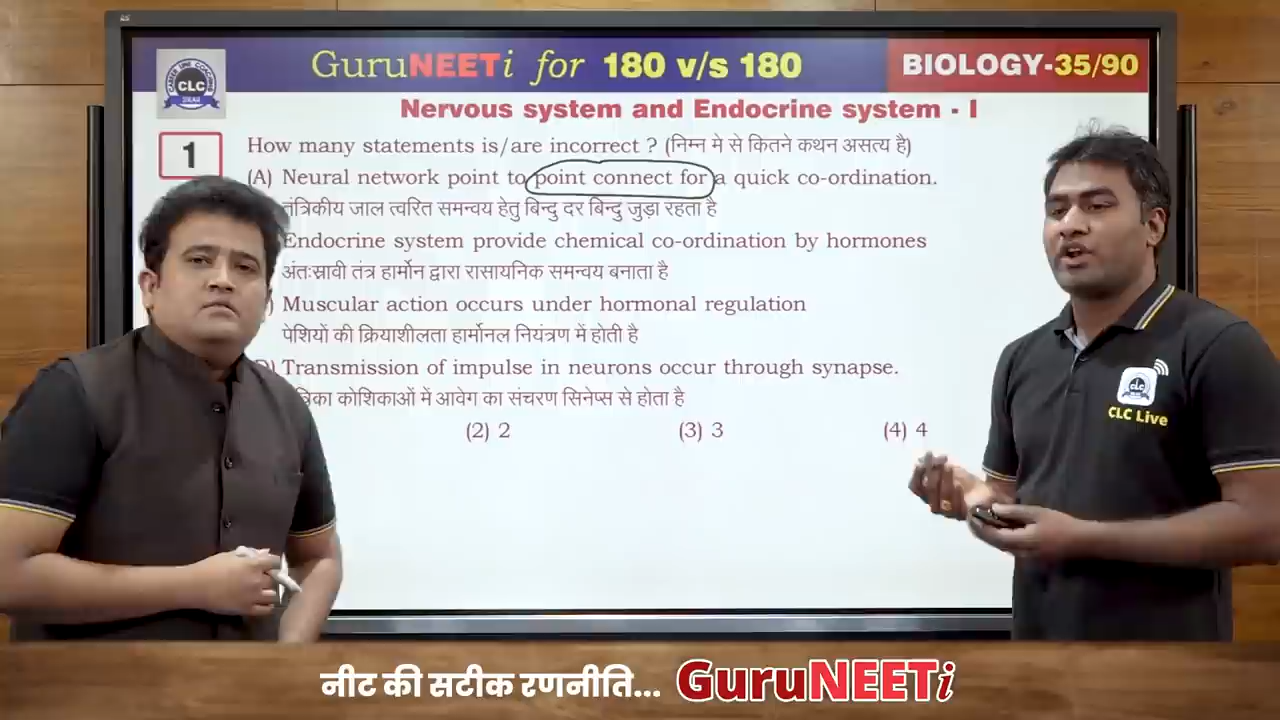 GuruNEETi for 180 v/s 180
BIOLOGY-35/90
CLC
Nervous system and Endocrine system - I
1
How many statements is/are incorrect ? (निम्न मे से कितने कथन असत्य है)
(A) Neural network point to point connect for a quick co-ordination.
तंत्रिकीय जाल त्वरित समन्वय हेतु बिन्दु दर बिन्दु जुड़ा रहता है
Endocrine system provide chemical co-ordination by hormones
अंतःस्रावी तंत्र हार्मोन द्वारा रासायनिक समन्वय बनाता है
Muscular action occurs under hormonal regulation
पेशियों की क्रियाशीलता हार्मोनल नियंत्रण में होती है
Transmission of impulse in neurons occur through synapse.
कोशिकाओं में आवेग का संचरण सिनेप्स से होता है
(2) 2 (3) 3 (4) 4
CLC
CLC Live
नीट की सटीक रणनीति... GuruNEETi